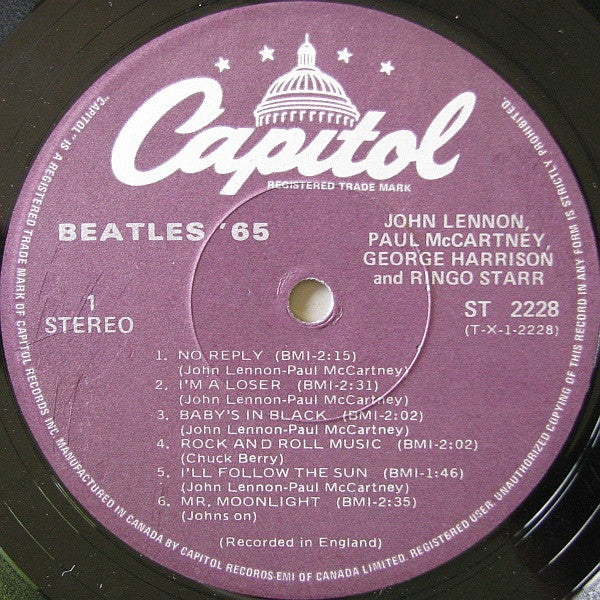 Capitol
REGISTERED TRADE MARK
BEATLES '65
JOHN LENNON,
PAUL McCARTNEY,
GEORGE HARRISON
and RINGO STARR
1
STEREO
ST 2228
(T-X-1-2228)
1. NO REPLY (BMI-2:15)
(John Lennon-Paul McCartney)
2. I'M A LOSER (BMI-2:31)
(John Lennon-Paul McCartney)
3. BABY'S IN BLACK (BMI-2:02)
(John Lennon-Paul McCartney)
4. ROCK AND ROLL MUSIC (BMI-2:02)
(Chuck Berry)
5. I'LL FOLLOW THE SUN (BMI-1:46)
(John Lennon-Paul McCartney)
6. MR. MOONLIGHT (BMI-2:35)
(Johns on)
(Recorded in England)
"CAPITOL" IS A REGISTERED TRADE MARK OF CAPITOL RECORDS INC. MANUFACTURED IN CANADA BY CAPITOL RECORDS-EMI OF CANADA LIMITED. REGISTERED USER. UNAUTHORIZED COPYING OF THIS RECORD IN ANY FORM IS STRICTLY PROHIBITED.